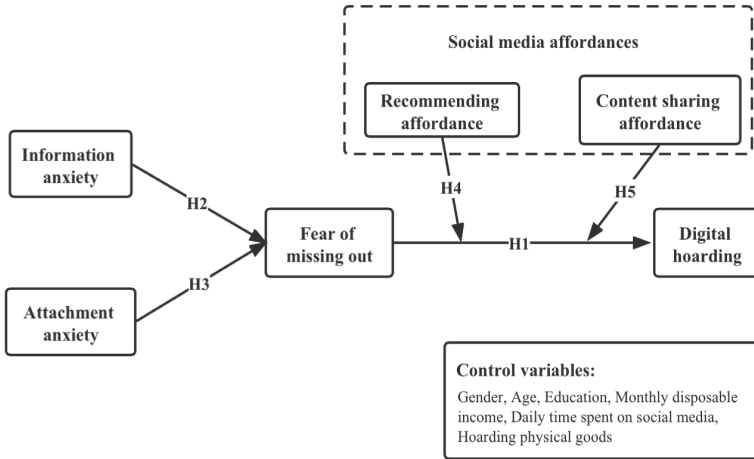 Social media affordances
Recommending
affordance
Content sharing
affordance
Information
anxiety
H2
H4
H5
Fear of
missing out
H1
Digital
hoarding
H3
Attachment
anxiety
Control variables:
Gender, Age, Education, Monthly disposable
income, Daily time spent on social media,
Hoarding physical goods